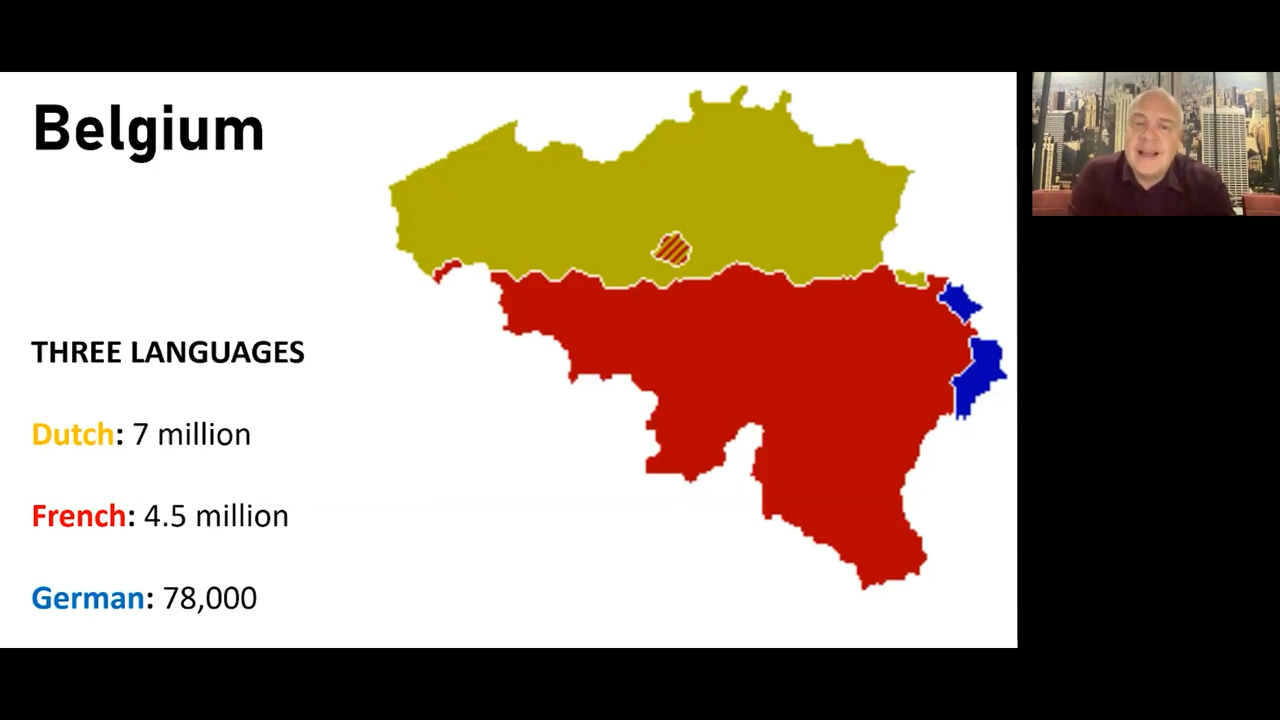 Belgium
THREE LANGUAGES
Dutch: 7 million
French: 4.5 million
German: 78,000